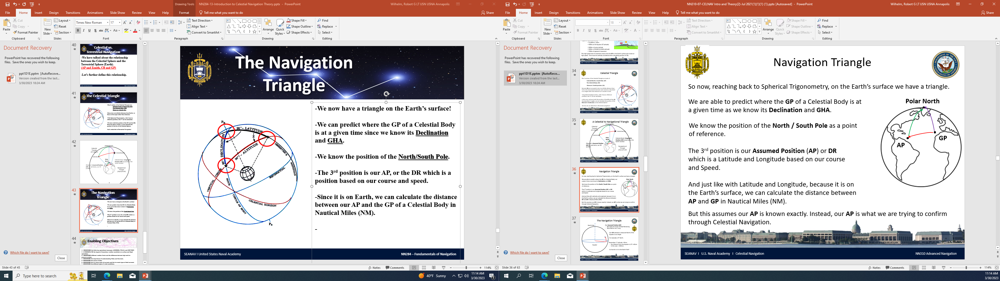 Drawing Tools
NN284-13-Introduction to Celestial Navigation Theory.pptx - PowerPoint
Wilhelm, Robert G LT USN USNA Annapolis
File Home Insert Design Transitions Animations Slide Show Review View Help Format Tell me what you want to do Share
Paste
Cut
Copy
Format Painter
Clipboard
New Slide
Layout
Reset
Section
Slides
Times New Roman 17
Font
Paragraph
Text Direction
Align Text
Convert to SmartArt
Arrange
Quick Styles
Shape Fill
Shape Outline
Shape Effects
Drawing
Find
Replace
Select
Editing
Document Recovery
PowerPoint has recovered the following
files. Save the ones you wish to keep.
ppt1D1E.pptm [AutoRecove...
Version created from the last...
3/30/2023 10:24 AM
Which file do I want to save?
Close
40
Celestial vs.
Terrestrial Navigation
-We have talked about the relationship
between the Celestial Sphere and the
Terrestrial Sphere (Earth).
(AP and Zenith, CB and GP)
-Let's further define this relationship.
41
The Celestial Triangle
42
43
The Navigation
Triangle
44
Enabling Objectives
The Navigation
Triangle
-We now have a triangle on the Earth's surface!
-We can predict where the GP of a Celestial Body
is at a given time since we know its Declination
and GHA.
-We know the position of the North/South Pole.
-The 3rd position is our AP, or the DR which is a
position based on our course and speed.
-Since it is on Earth, we can calculate the distance
between our AP and the GP of a Celestial Body in
Nautical Miles (NM).
-
Pn
90°- LATITUDE
90°- DECLINATION
90°- ALTITUDE
t
Z
OBSERVER'S MERIDIAN
EQUINOCTIAL
VERTICAL CIRCLE
HOUR CIRCLE OF BODY
CELESTIAL HORIZON
Ps
SEANAV I United States Naval Academy
NN284 – Fundamentals of Navigation
Slide 43 of 45
Notes Comments 114%
Type here to search
40°F Sunny
11:14 AM
3/30/2023
NN310-07-CELNAV Intro and Theory(2)-Jul 2021(1)(1)(1) (1).pptx [Autosaved] - PowerPoint
Wilhelm, Robert G LT USN USNA Annapolis
File Home Insert Design Transitions Animations Slide Show Review View Help Tell me what you want to do Share
Paste
Cut
Copy
Format Painter
Clipboard
New Slide
Layout
Reset
Section
Slides
18
Font
Paragraph
Text Direction
Align Text
Convert to SmartArt
Arrange
Quick Styles
Shape Fill
Shape Outline
Shape Effects
Drawing
Find
Replace
Select
Editing
Document Recovery
PowerPoint has recovered the following
files. Save the ones you wish to keep.
ppt1D1E.pptm [AutoReco...
Version created from the last...
3/30/2023 10:24 AM
Which file do I want to save?
Close
34
Celestial Triangle
35
A Celestial to Navigational Triangle
36
Navigation Triangle
37
The Navigation Triangle
Navigation Triangle
So now, reaching back to Spherical Trigonometry, on the Earth's surface we have a triangle.
We are able to predict where the GP of a Celestial Body is at
a given time as we know its Declination and GHA.
We know the position of the North / South Pole as a point
of reference.
The 3rd position is our Assumed Position (AP) or DR
which is a Latitude and Longitude based on our course
and Speed.
And just like with Latitude and Longitude, because it is on
the Earth's surface, we can calculate the distance between
AP and GP in Nautical Miles (NM).
But this assumes our AP is known exactly. Instead, our AP is what we are trying to confirm
through Celestial Navigation.
Polar North
GP
AP
SEANAV I U.S. Naval Academy I Celestial Navigation
NN310 Advanced Navigation
Slide 36 of 63
Notes Comments 114%
11:14 AM
3/30/2023